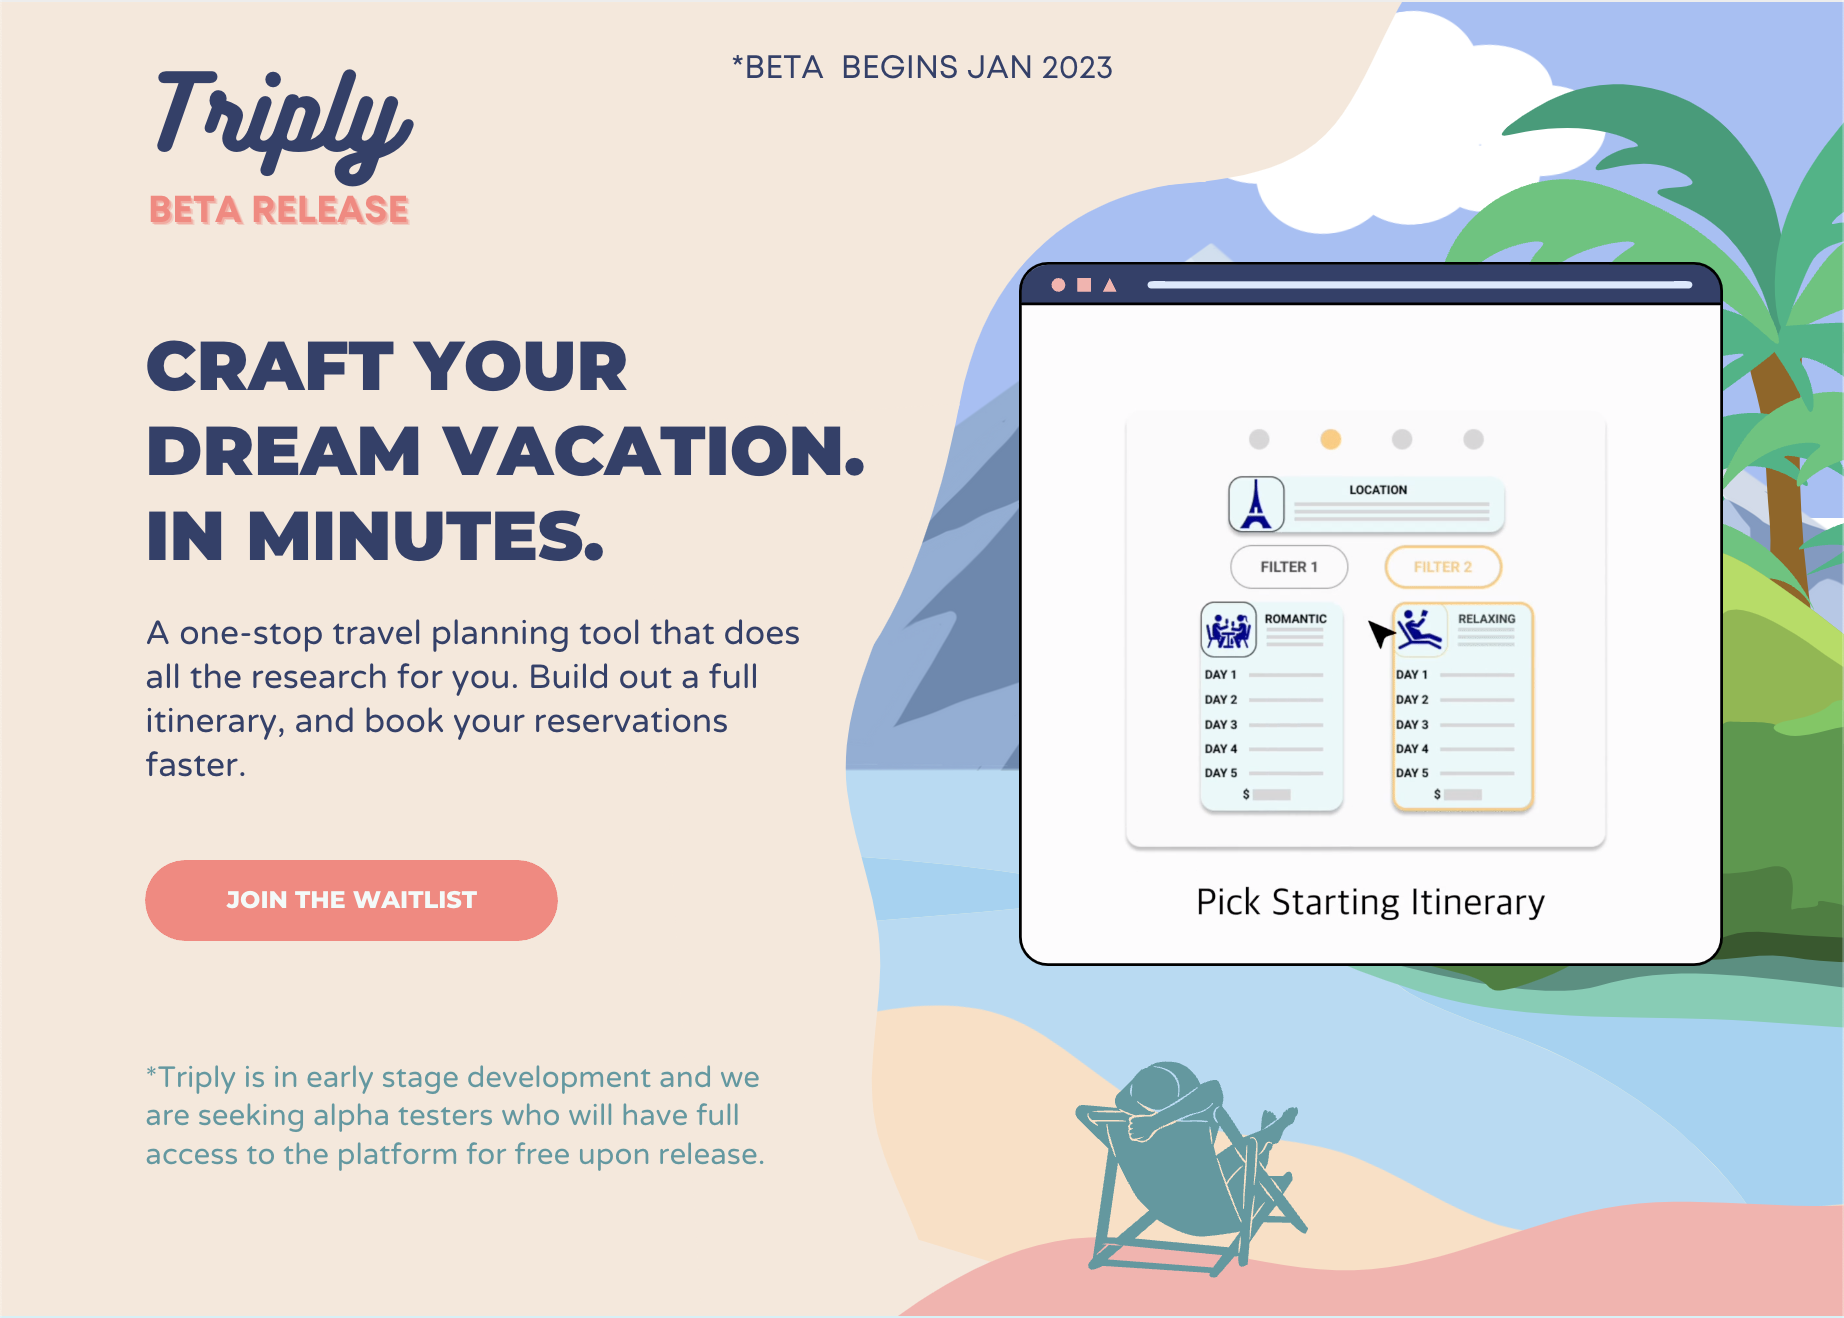 Triply
BETA RELEASE
*BETA  BEGINS JAN 2023
CRAFT YOUR
DREAM VACATION.
IN MINUTES.
A one-stop travel planning tool that does
all the research for you. Build out a full
itinerary, and book your reservations
faster.
JOIN THE WAITLIST
*Triply is in early stage development and we
are seeking alpha testers who will have full
access to the platform for free upon release.
LOCATION
FILTER 1
FILTER 2
ROMANTIC
DAY 1
DAY 2
DAY 3
DAY 4
DAY 5
$
RELAXING
DAY 1
DAY 2
DAY 3
DAY 4
DAY 5
$
Pick Starting Itinerary